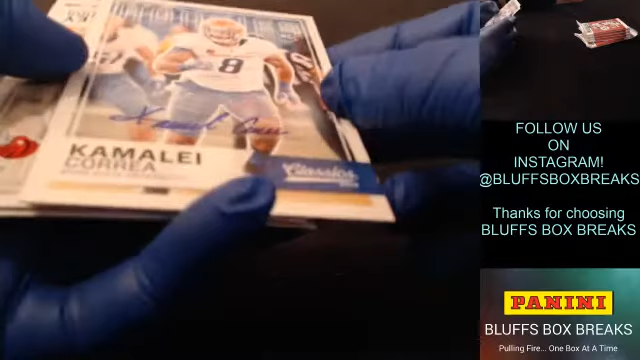 8
KAMALEI
CORREA
Classics
FOLLOW US
ON
INSTAGRAM!
@BLUFFSBOXBREAKS
Thanks for choosing
BLUFFS BOX BREAKS
PANINI
BLUFFS BOX BREAKS
Pulling Fire... One Box At A Time